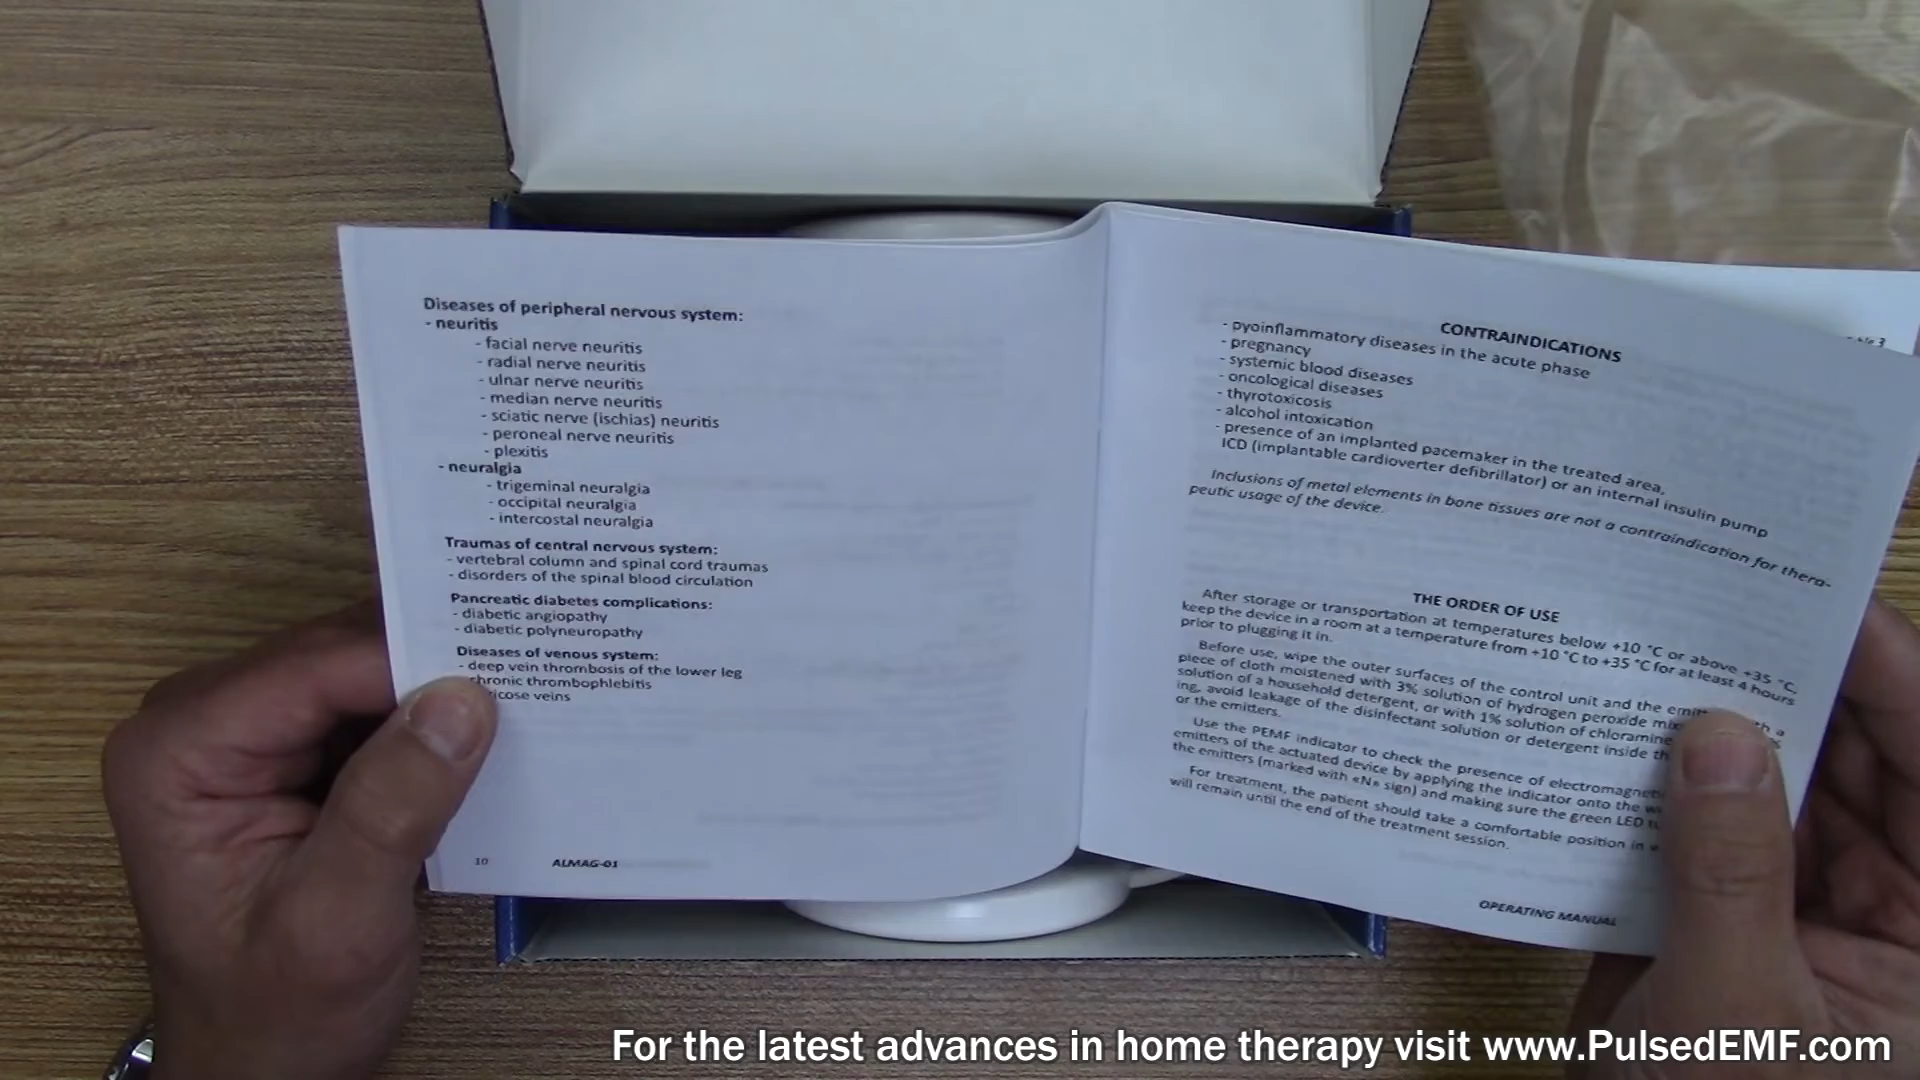 Diseases of peripheral nervous system:
- neuritis
- facial nerve neuritis
- radial nerve neuritis
- ulnar nerve neuritis
- median nerve neuritis
- sciatic nerve (ischias) neuritis
- peroneal nerve neuritis
- plexitis
- neuralgia
- trigeminal neuralgia
- occipital neuralgia
- intercostal neuralgia
Traumas of central nervous system:
- vertebral column and spinal cord traumas
- disorders of the spinal blood circulation
Pancreatic diabetes complications:
- diabetic angiopathy
- diabetic polyneuropathy
Diseases of venous system:
- deep vein thrombosis of the lower leg
chronic thrombophlebitis
veins
10 ALMAG-01
CONTRAINDICATIONS
- pyoinflammatory diseases in the acute phase
- pregnancy
- systemic blood diseases
- oncological diseases
- thyrotoxicosis
- alcohol intoxication
- presence of an implanted pacemaker in the treated area,
ICD (implantable cardioverter defibrillator) or an internal insulin pump
Inclusions of metal elements in bone tissues are not a contraindication for thera-
peutic usage of the device.
THE ORDER OF USE
After storage or transportation at temperatures below +10 °C or above +35 °C,
keep the device in a room at a temperature from +10 °C to +35 °C for at least 4 hours
prior to plugging it in.
Before use, wipe the outer surfaces of the control unit and the a
piece of cloth moistened with 3% solution of hydrogen peroxide
solution of a household detergent, or with 1% solution of chloramine
ing, avoid leakage of the disinfectant solution or detergent inside
or the emitters.
Use the PEMF indicator to check the presence of
emitters of the actuated device by applying the indicator onto the
the emitters (marked with «N» sign) and making sure the green LED
For treatment, the patient should take a comfortable position in
will remain until the end of the treatment session.
OPERATING MANUAL
For the latest advances in home therapy visit www.PulsedEMF.com